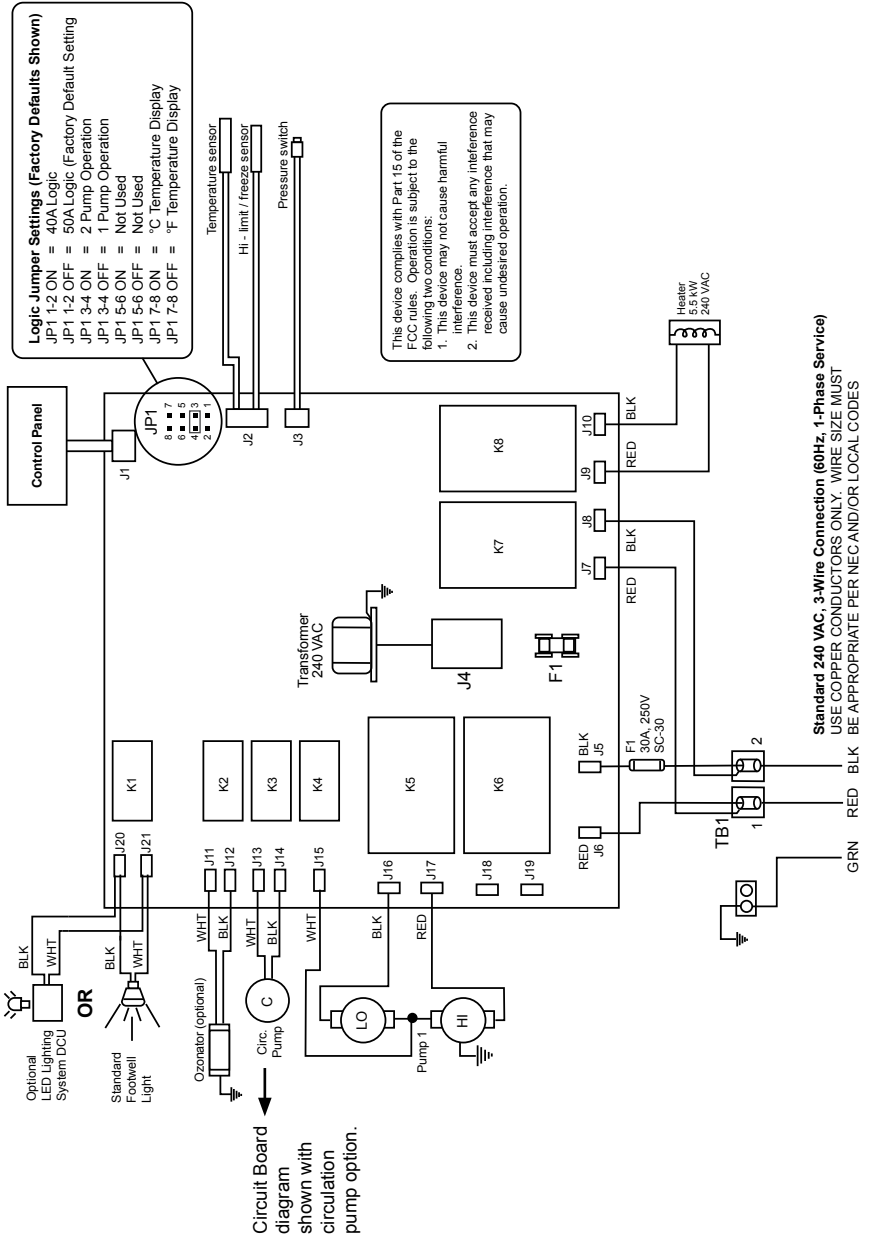 Control Panel
J1
Logic Jumper Settings (Factory Defaults Shown)
JP1 1-2 ON = 40A Logic
JP1 1-2 OFF = 50A Logic (Factory Default Setting
JP1 3-4 ON = 2 Pump Operation
JP1 3-4 OFF = 1 Pump Operation
JP1 5-6 ON = Not Used
JP1 5-6 OFF = Not Used
JP1 7-8 ON = °C Temperature Display
JP1 7-8 OFF = °F Temperature Display
JP1
8 7
6 5
4 3
2 1
J2
Temperature sensor
Hi - limit / freeze sensor
J3
Pressure switch
This device complies with Part 15 of the
FCC rules. Operation is subject to the
following two conditions:
1. This device may not cause harmful
interference.
2. This device must accept any interference
received including interference that may
cause undesired operation.
Optional
LED Lighting
System DCU
BLK
WHT
OR
Standard
Footwell
Light
BLK
WHT
J20
J21
K1
Ozonator (optional)
WHT
BLK
J11
J12
K2
Circ.
Pump
C
WHT
BLK
J13
J14
K3
WHT
J15
K4
Circuit Board
diagram
shown with
circulation
pump option.
Pump 1
LO
HI
BLK
RED
J16
J17
K5
J18
J19
K6
Transformer
240 VAC
J4
F1
K7
K8
RED
J6
BLK
J5
F1
30A, 250V
SC-30
J7
RED
J8
BLK
J9
RED
J10
BLK
Heater
5.5 kW
240 VAC
TB1
1
2
GRN
RED
BLK
Standard 240 VAC, 3-Wire Connection (60Hz, 1-Phase Service)
USE COPPER CONDUCTORS ONLY. WIRE SIZE MUST
BE APPROPRIATE PER NEC AND/OR LOCAL CODES